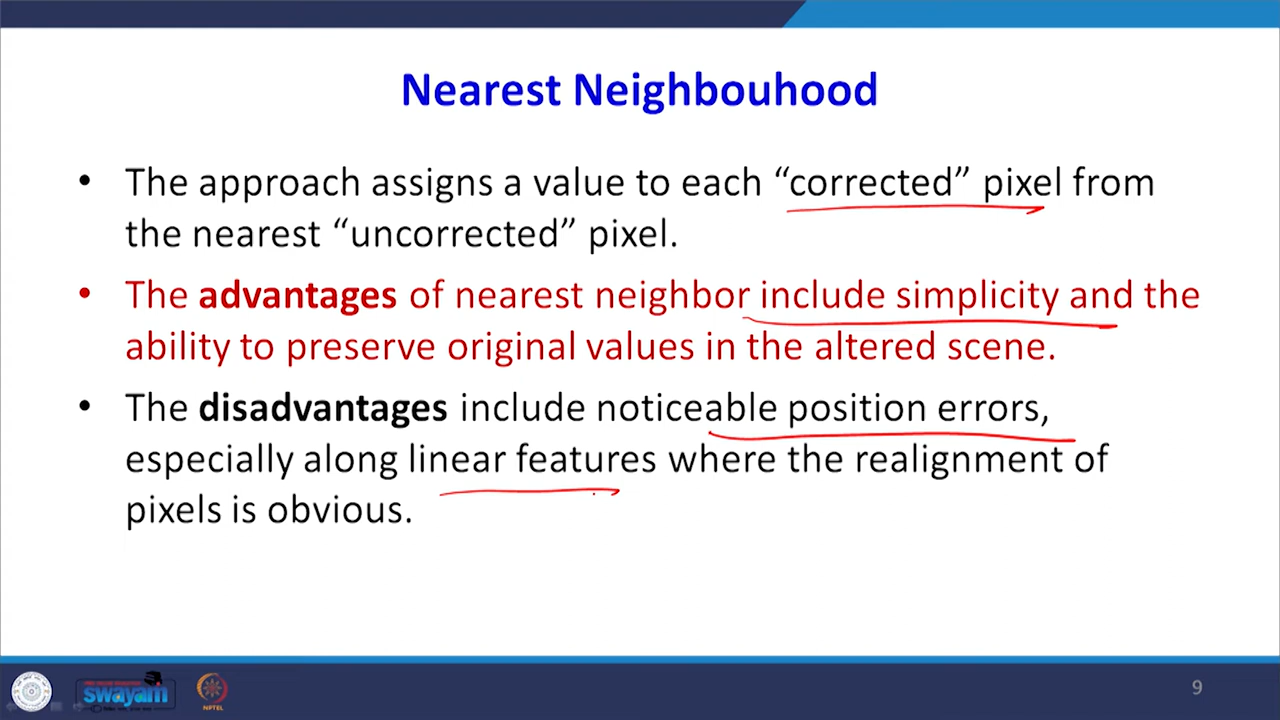 Nearest Neighbouhood
• The approach assigns a value to each “corrected” pixel from
the nearest “uncorrected” pixel.
• The advantages of nearest neighbor include simplicity and the
ability to preserve original values in the altered scene.
• The disadvantages include noticeable position errors,
especially along linear features where the realignment of
pixels is obvious.
swayam
NPTEL
9